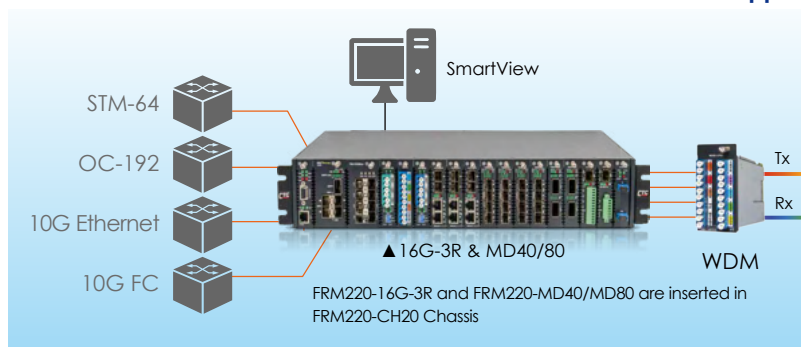 SmartView
STM-64
OC-192
10G Ethernet
10G FC
Tx
Rx
WDM
▲16G-3R & MD40/80
FRM220-16G-3R and FRM220-MD40/MD80 are inserted in
FRM220-CH20 Chassis